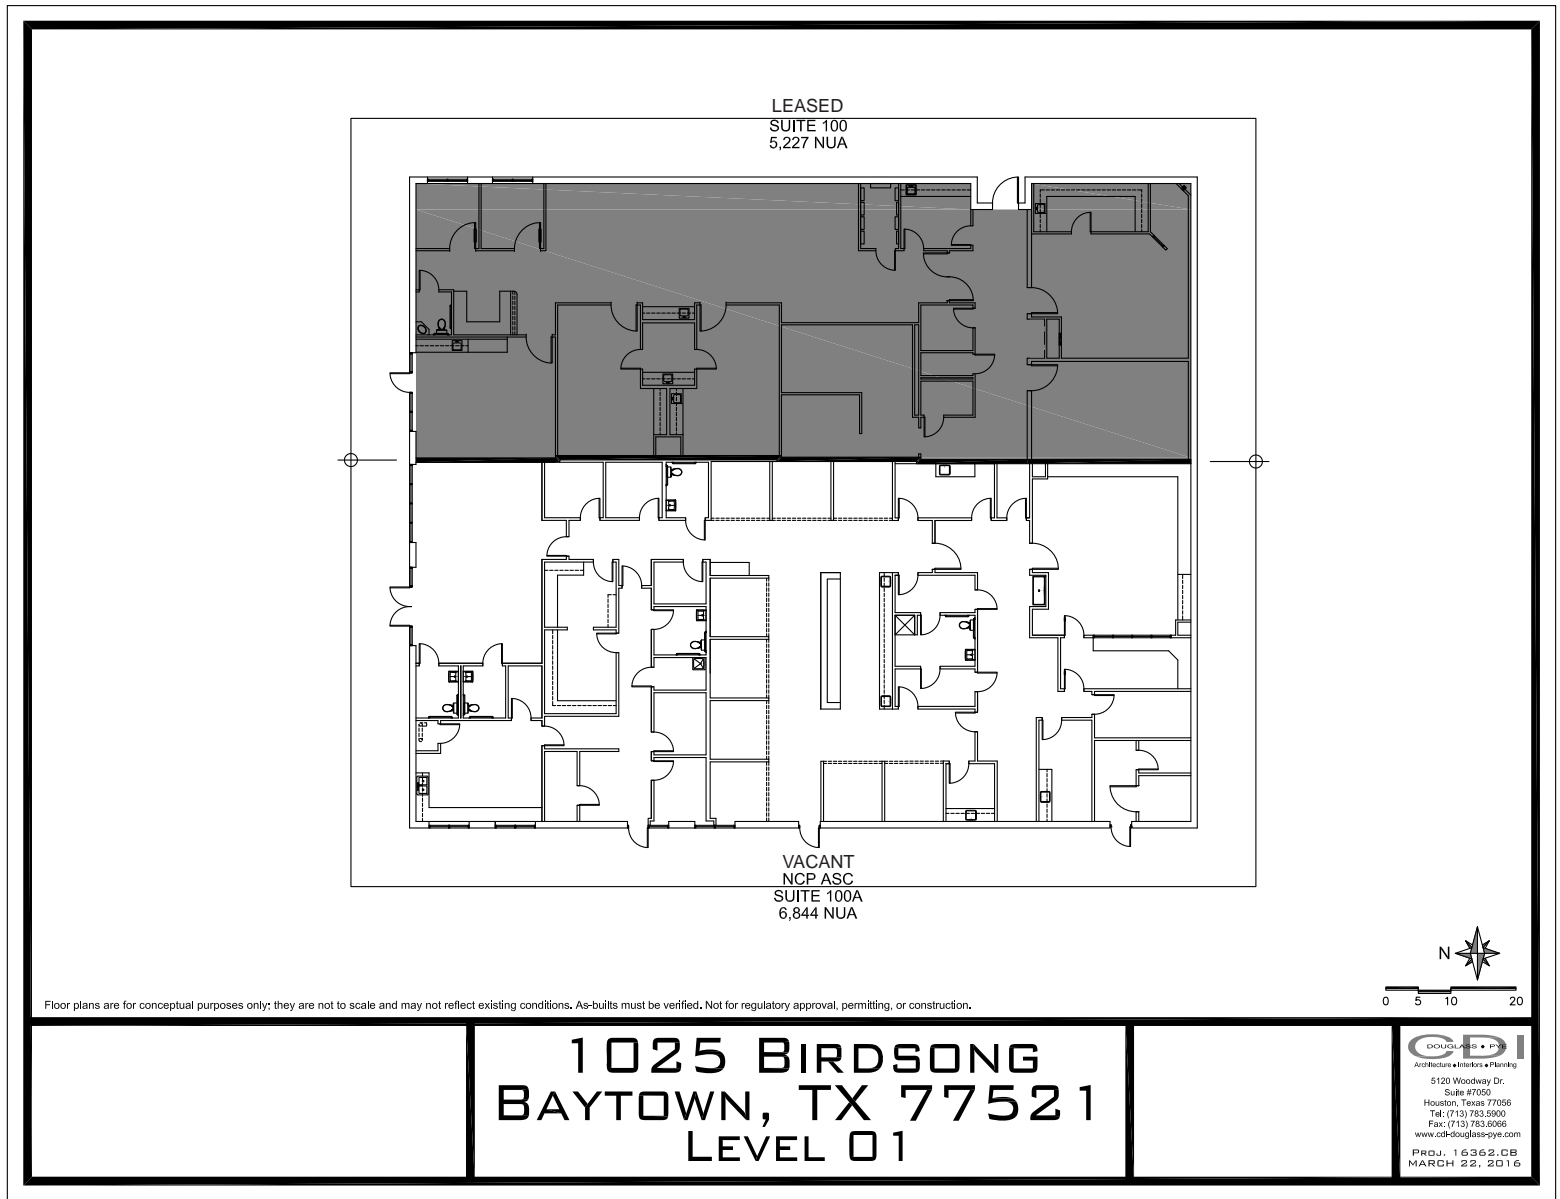 LEASED
SUITE 100
5,227 NUA
VACANT
NCP ASC
SUITE 100A
6,844 NUA
N
0 5 10 20
Floor plans are for conceptual purposes only; they are not to scale and may not reflect existing conditions. As-builts must be verified. Not for regulatory approval, permitting, or construction.
1025 BIRDSONG
BAYTOWN, TX 77521
LEVEL 01
CDI
DOUGLASS • PYE
Architecture • Interiors • Planning
5120 Woodway Dr.
Suite #7050
Houston, Texas 77056
Tel: (713) 783.5900
Fax: (713) 783.6066
www.cdi-douglass-pye.com
PROJ. 16362.CB
MARCH 22, 2016